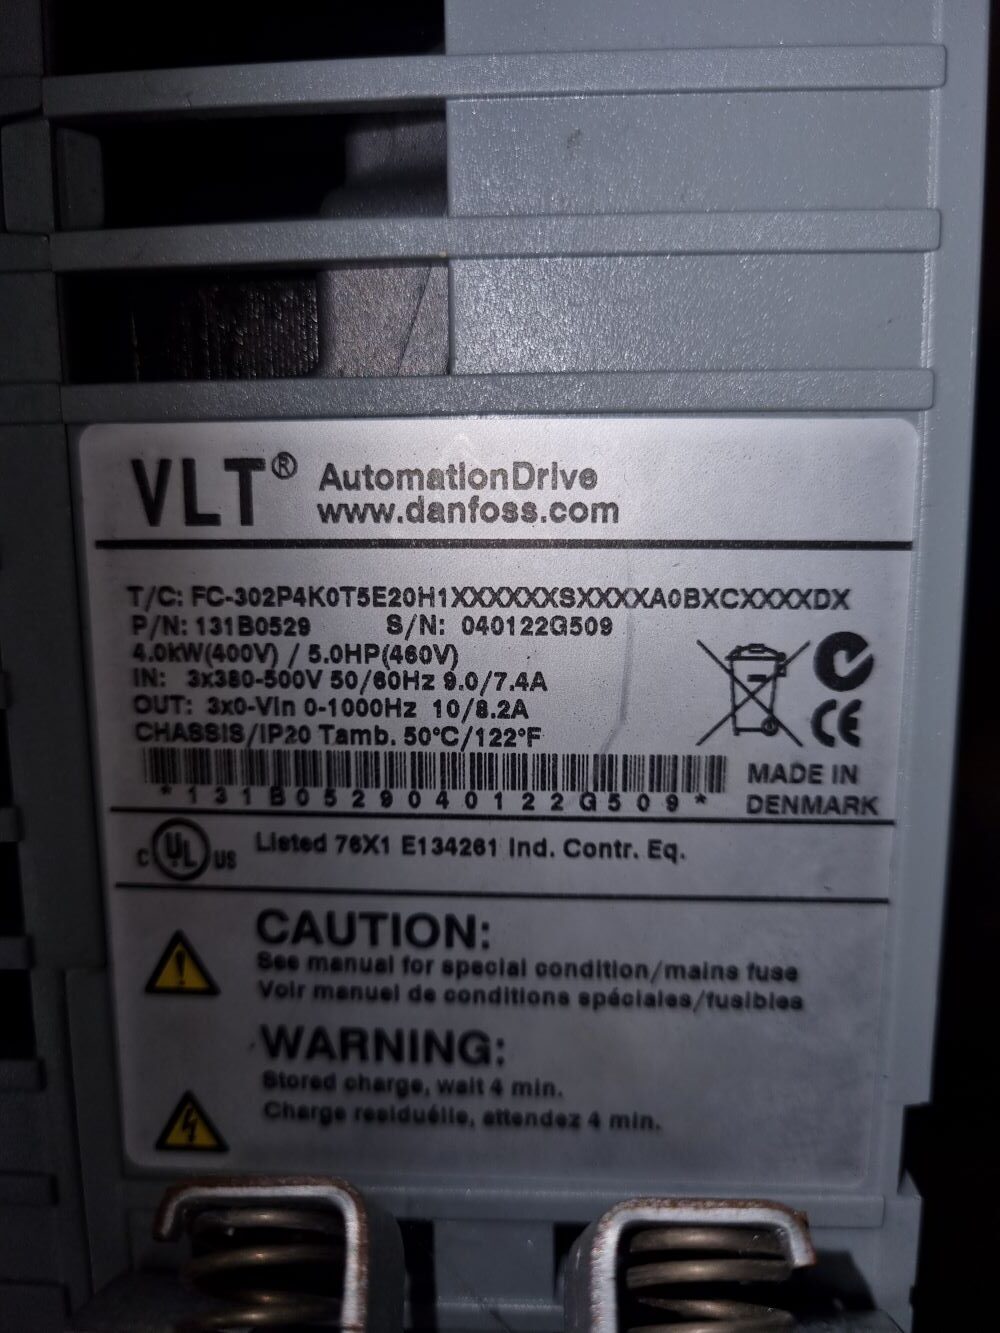 VLT® AutomationDrive
www.danfoss.com
T/C: FC-302P4K0T5E20H1XXXXXXSXXXXA0BXCXXXXDX
P/N: 131B0529 S/N: 040122G509
4.0kW(400V) / 5.0HP(460V)
IN: 3x380-500V 50/60Hz 9.0/7.4A
OUT: 3x0-Vin 0-1000Hz 10/8.2A
CHASSIS/IP20 Tamb. 50°C/122°F
*131B0529040122G509*
CE
MADE IN
DENMARK
c UL US Listed 76X1 E134261 Ind. Contr. Eq.
CAUTION:
See manual for special condition/mains fuse
Voir manuel de conditions spéciales/fusibles
WARNING:
Stored charge, wait 4 min.
Charge residuélle, attendez 4 min.